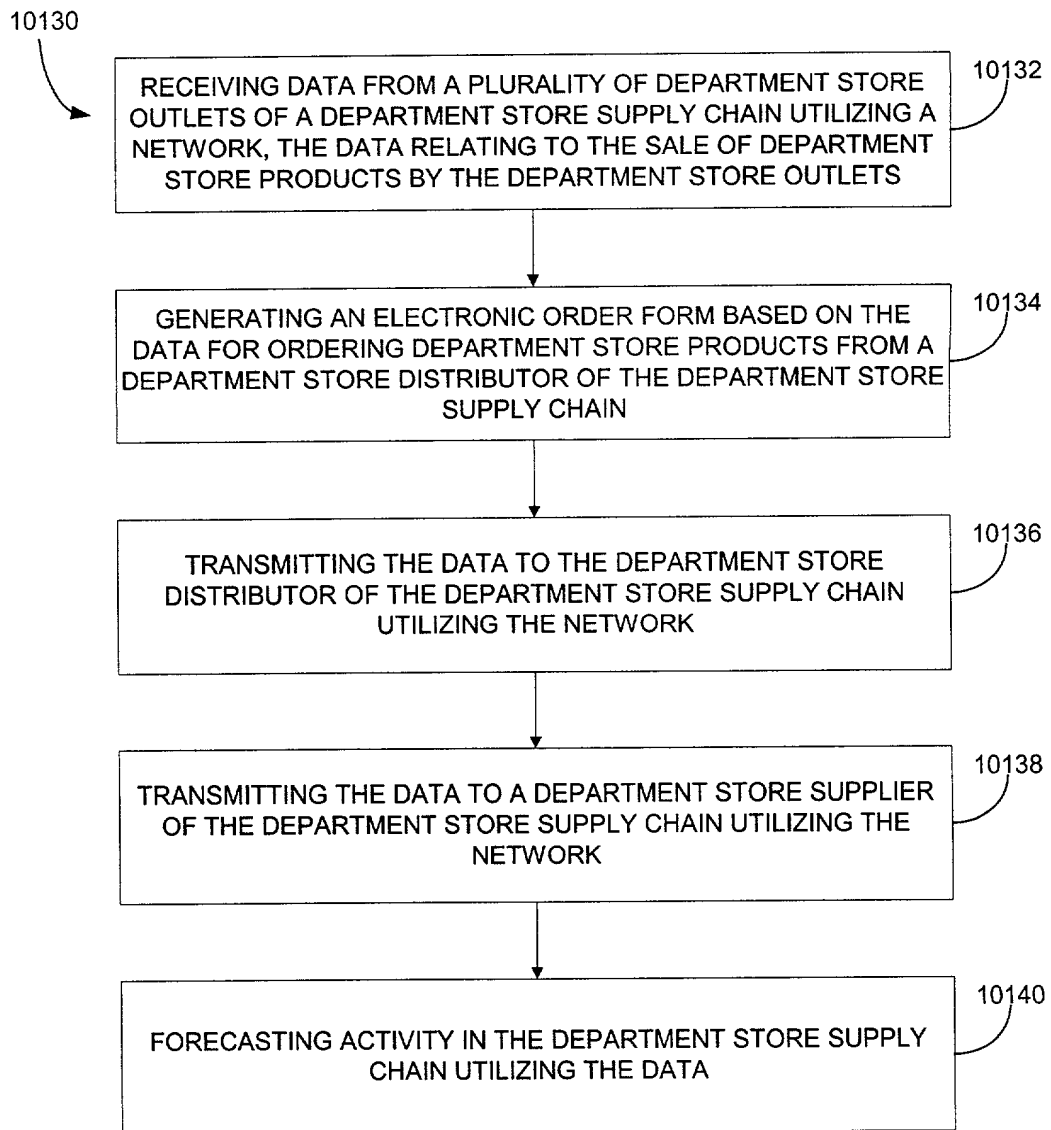 10130
10132
RECEIVING DATA FROM A PLURALITY OF DEPARTMENT STORE
OUTLETS OF A DEPARTMENT STORE SUPPLY CHAIN UTILIZING A
NETWORK, THE DATA RELATING TO THE SALE OF DEPARTMENT
STORE PRODUCTS BY THE DEPARTMENT STORE OUTLETS
10134
GENERATING AN ELECTRONIC ORDER FORM BASED ON THE
DATA FOR ORDERING DEPARTMENT STORE PRODUCTS FROM A
DEPARTMENT STORE DISTRIBUTOR OF THE DEPARTMENT STORE
SUPPLY CHAIN
10136
TRANSMITTING THE DATA TO THE DEPARTMENT STORE
DISTRIBUTOR OF THE DEPARTMENT STORE SUPPLY CHAIN
UTILIZING THE NETWORK
10138
TRANSMITTING THE DATA TO A DEPARTMENT STORE SUPPLIER
OF THE DEPARTMENT STORE SUPPLY CHAIN UTILIZING THE
NETWORK
10140
FORECASTING ACTIVITY IN THE DEPARTMENT STORE SUPPLY
CHAIN UTILIZING THE DATA